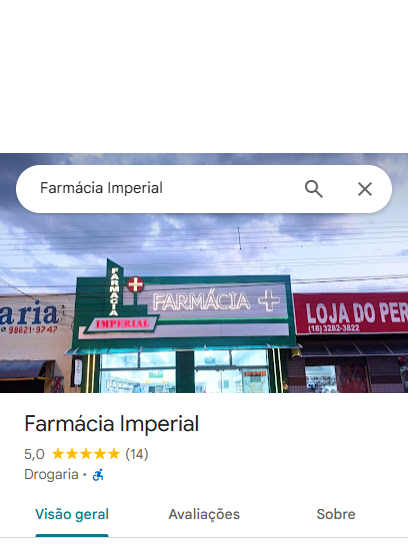 Farmácia Imperial
FARMÁCIA
IMPERIAL
FARMÁCIA
aria
98821-9747
LOJA DO PER
(18)3282-3822
Farmácia Imperial
5,0 (14)
Drogaria ·
Visão geral
Avaliações
Sobre